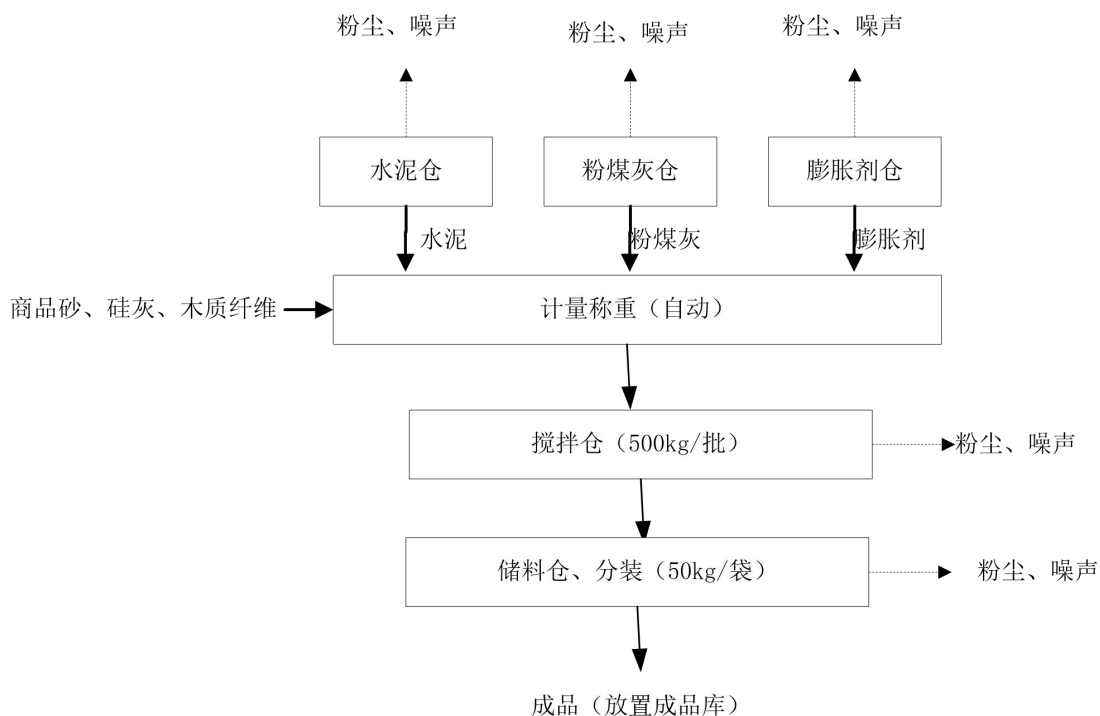 粉尘、噪声
粉尘、噪声
粉尘、噪声
水泥仓
粉煤灰仓
膨胀剂仓
水泥
粉煤灰
膨胀剂
商品砂、硅灰、木质纤维
计量称重（自动）
搅拌仓（500kg/批）
粉尘、噪声
储料仓、分装（50kg/袋）
粉尘、噪声
成品（放置成品库）